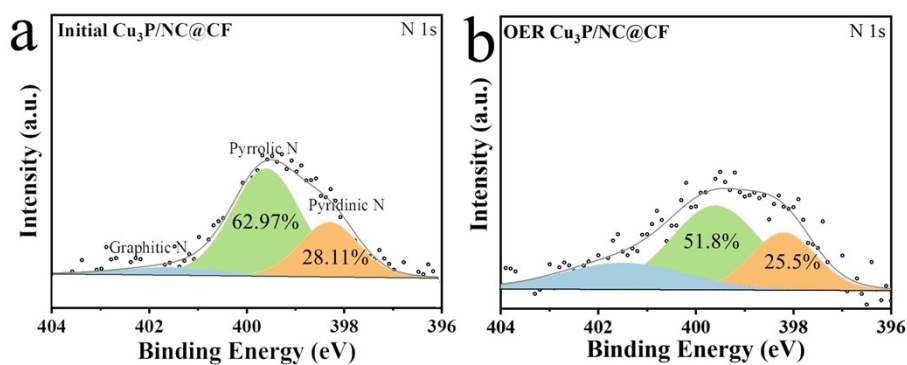 a
Initial Cu₃P/NC@CF
N 1s
Intensity (a.u.)
Pyrrolic N
Pyridinic N
Graphitic N
62.97%
28.11%
404 402 400 398 396
Binding Energy (eV)
b
OER Cu₃P/NC@CF
N 1s
Intensity (a.u.)
51.8%
25.5%
404 402 400 398 396
Binding Energy (eV)